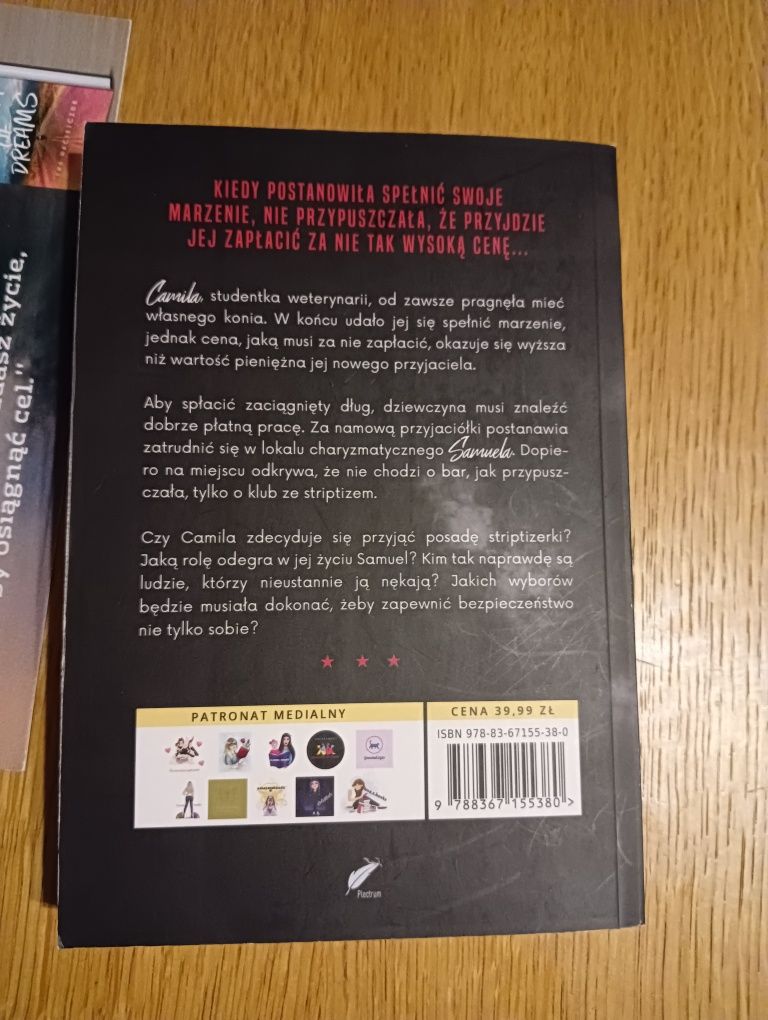 DREAMS
KIEDY POSTANOWIŁA SPEŁNIĆ SWOJE
MARZENIE, NIE PRZYPUSZCZAŁA, ŻE PRZYJDZIE
JEJ ZAPŁACIĆ ZA NIE TAK WYSOKĄ CENĘ...
Camila, studentka weterynarii, od zawsze pragnęła mieć
własnego konia. W końcu udało jej się spełnić marzenie,
jednak cena, jaką musi za nie zapłacić, okazuje się wyższa
niż wartość pieniężna jej nowego przyjaciela.
Aby spłacić zaciągnięty dług, dziewczyna musi znaleźć
dobrze płatną pracę. Za namową przyjaciółki postanawia
zatrudnić się w lokalu charyzmatycznego Samuela. Dopie-
ro na miejscu odkrywa, że nie chodzi o bar, jak przypusz-
czała, tylko o klub ze striptizem.
Czy Camila zdecyduje się przyjąć posadę striptizerki?
Jaką rolę odegra w jej życiu Samuel? Kim tak naprawdę są
ludzie, którzy nieustannie ją nękają? Jakich wyborów
będzie musiała dokonać, żeby zapewnić bezpieczeństwo
nie tylko sobie?
PATRONAT MEDIALNY
CENA 39,99 ZŁ
ISBN 978-83-67155-38-0
9 788367 155380 >
Plectrum
życie,
osiągnąć cel."